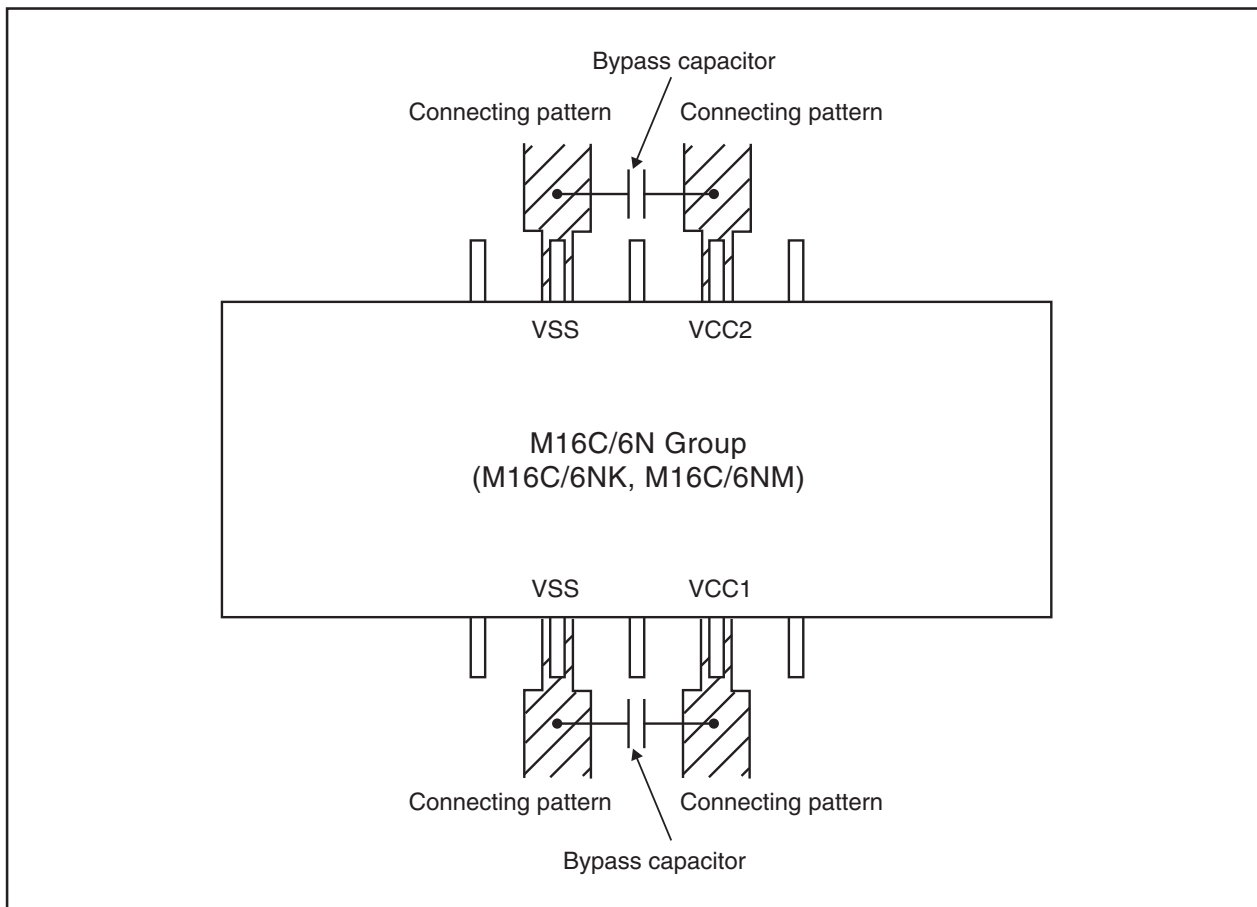 Bypass capacitor
Connecting pattern
Connecting pattern
VSS
VCC2
M16C/6N Group
(M16C/6NK, M16C/6NM)
VSS
VCC1
Connecting pattern
Connecting pattern
Bypass capacitor